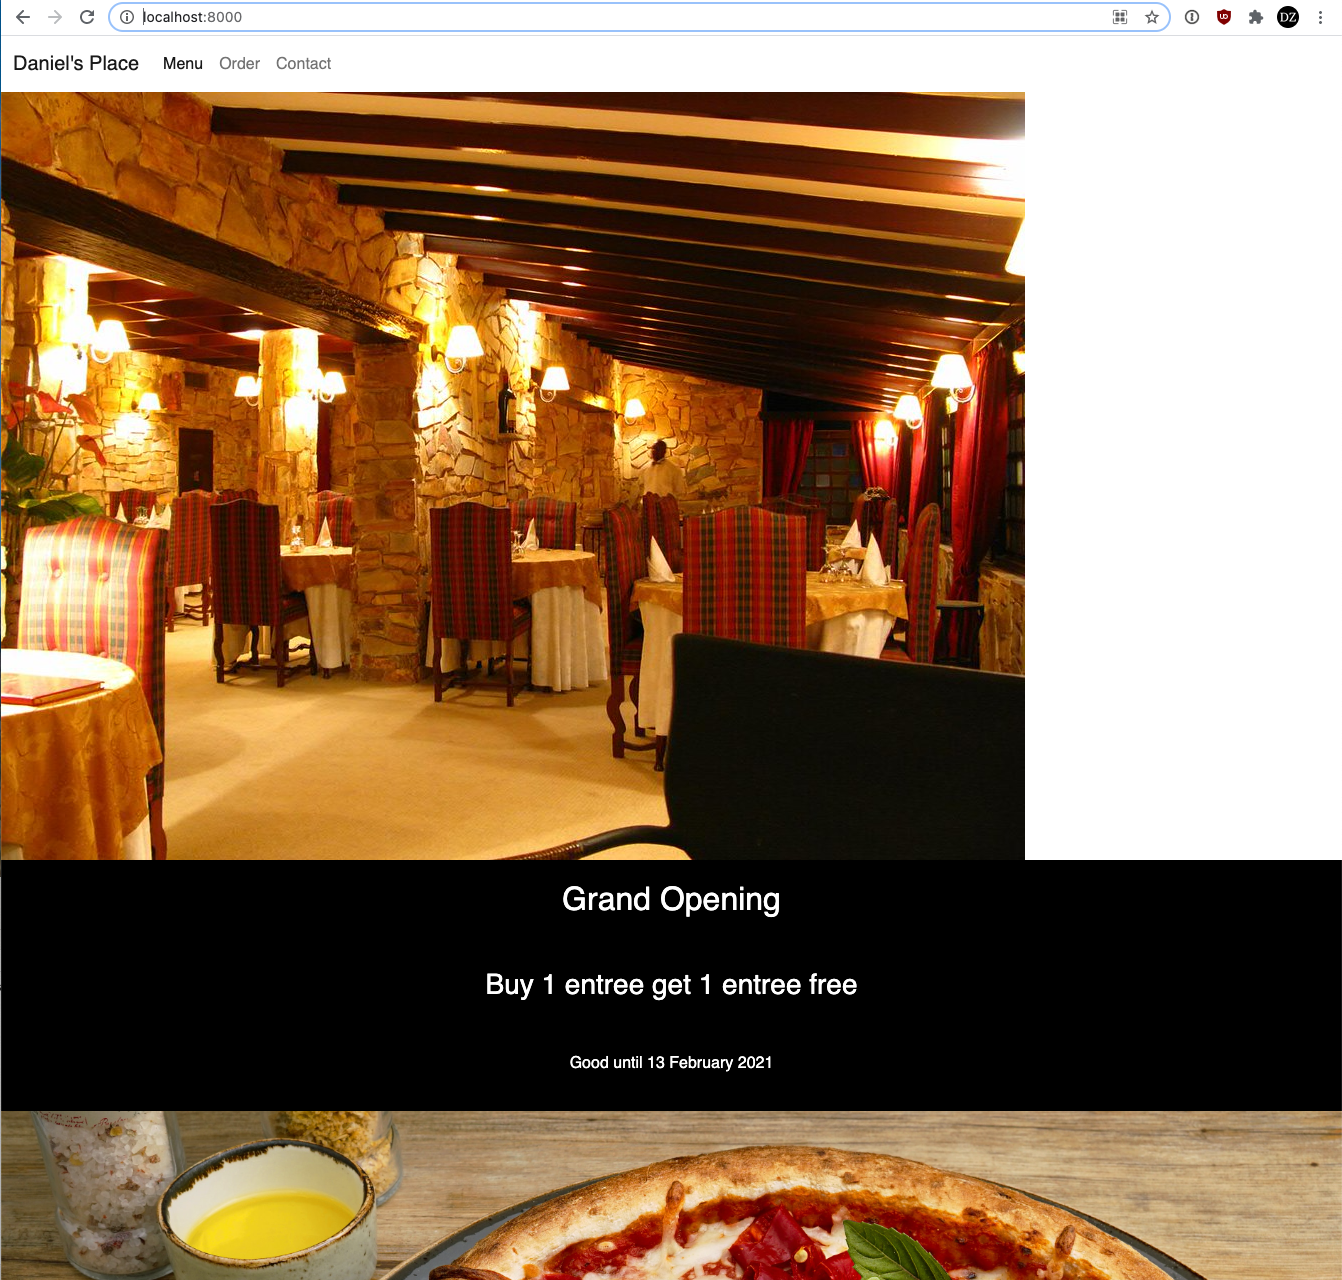 localhost:8000
DZ
Daniel's Place Menu Order Contact
Grand Opening
Buy 1 entree get 1 entree free
Good until 13 February 2021